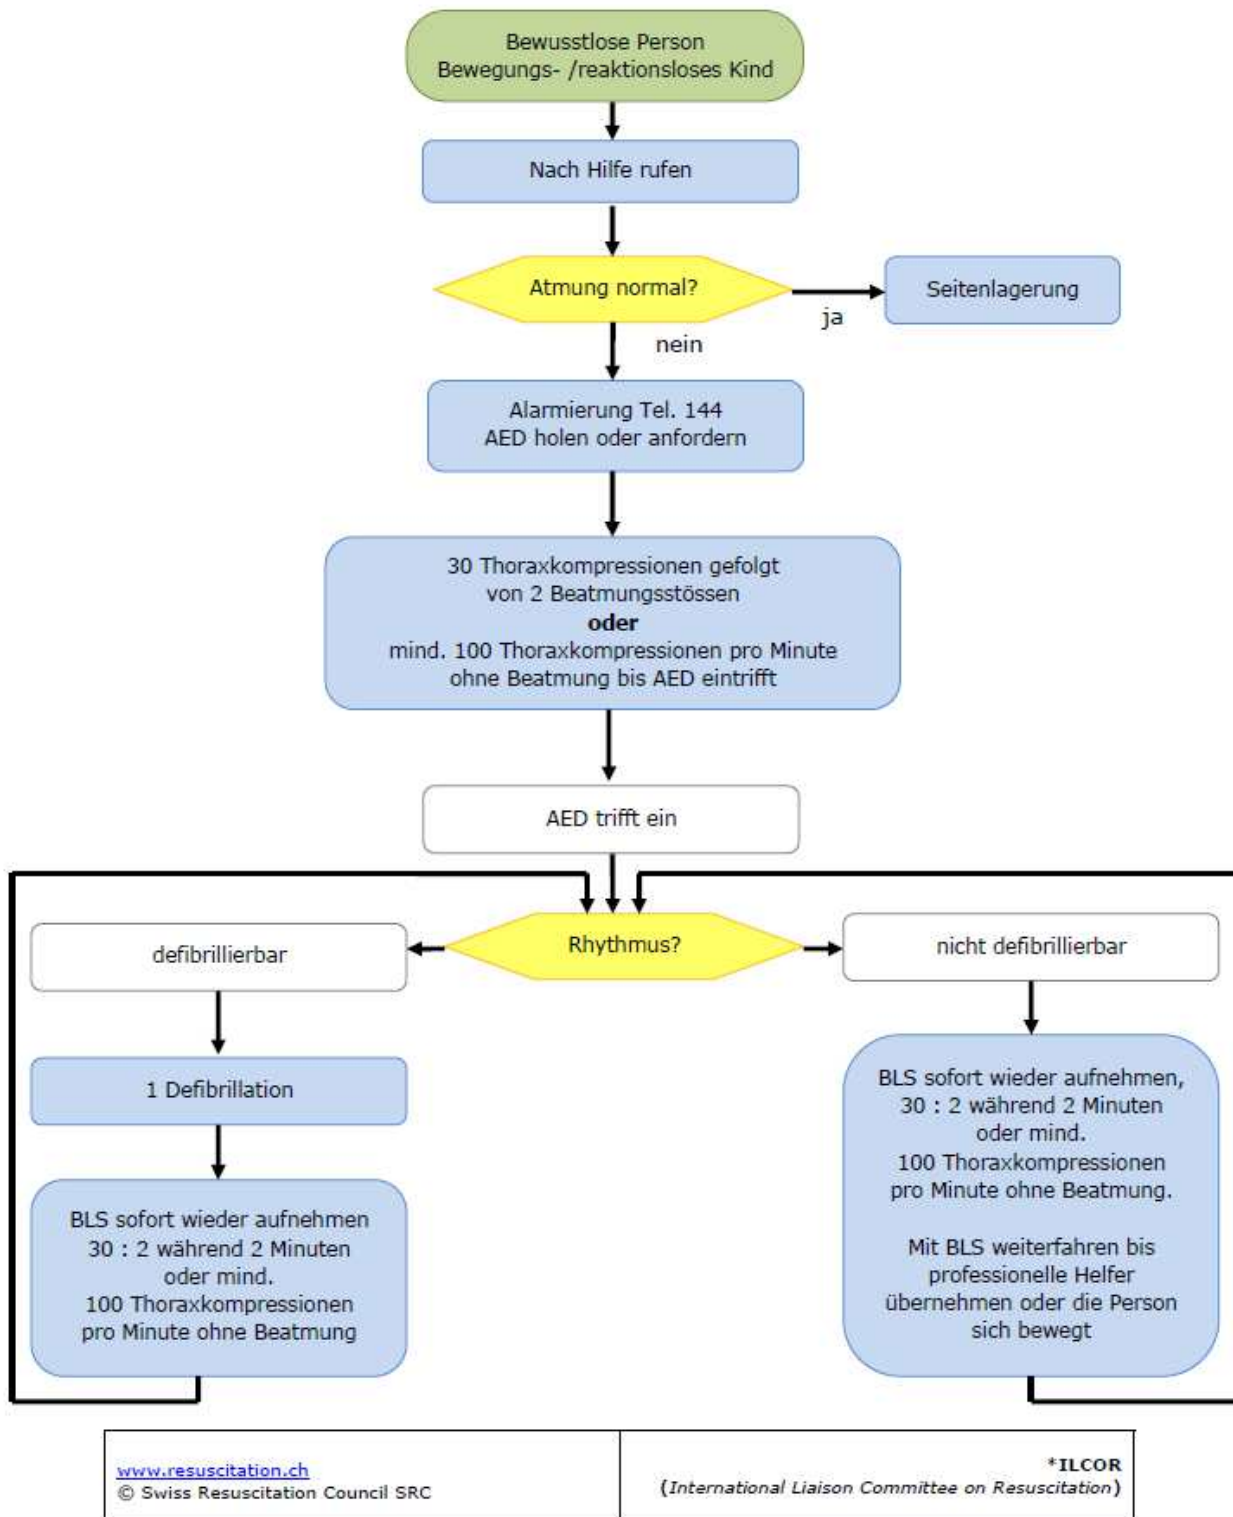 Bewusstlose Person
Bewegungs- /reaktionsloses Kind
Nach Hilfe rufen
Atmung normal?
Seitenlagerung
ja
nein
Alarmierung Tel. 144
AED holen oder anfordern
30 Thoraxkompressionen gefolgt
von 2 Beatmungsstössen
oder
mind. 100 Thoraxkompressionen pro Minute
ohne Beatmung bis AED eintrifft
AED trifft ein
Rhythmus?
defibrillierbar
nicht defibrillierbar
1 Defibrillation
BLS sofort wieder aufnehmen
30 : 2 während 2 Minuten
oder mind.
100 Thoraxkompressionen
pro Minute ohne Beatmung
BLS sofort wieder aufnehmen,
30 : 2 während 2 Minuten
oder mind.
100 Thoraxkompressionen
pro Minute ohne Beatmung.
Mit BLS weiterfahren bis
professionelle Helfer
übernehmen oder die Person
sich bewegt
www.resuscitation.ch
© Swiss Resuscitation Council SRC
*ILCOR
(International Liaison Committee on Resuscitation)